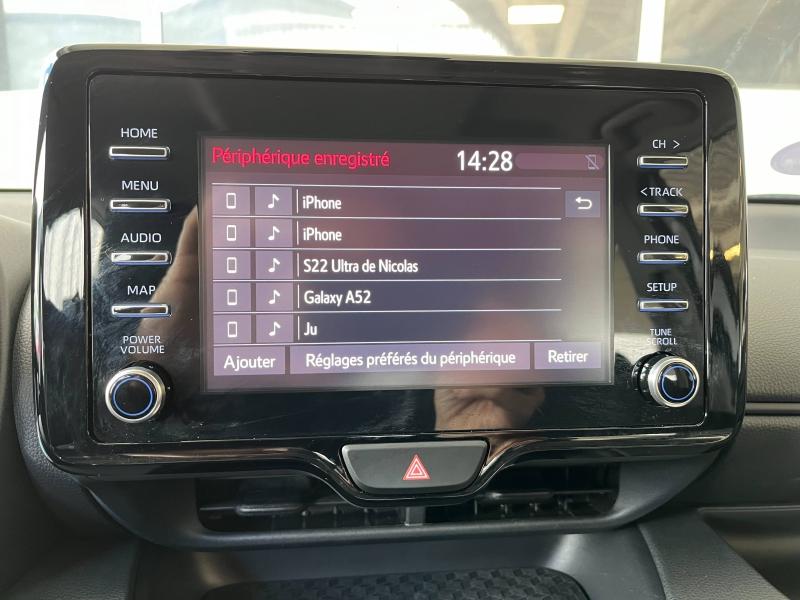 HOME
MENU
AUDIO
MAP
POWER
VOLUME
Périphérique enregistré 14:28
iPhone
iPhone
S22 Ultra de Nicolas
Galaxy A52
Ju
Ajouter Réglages préférés du périphérique Retirer
CH >
< TRACK
PHONE
SETUP
TUNE
SCROLL